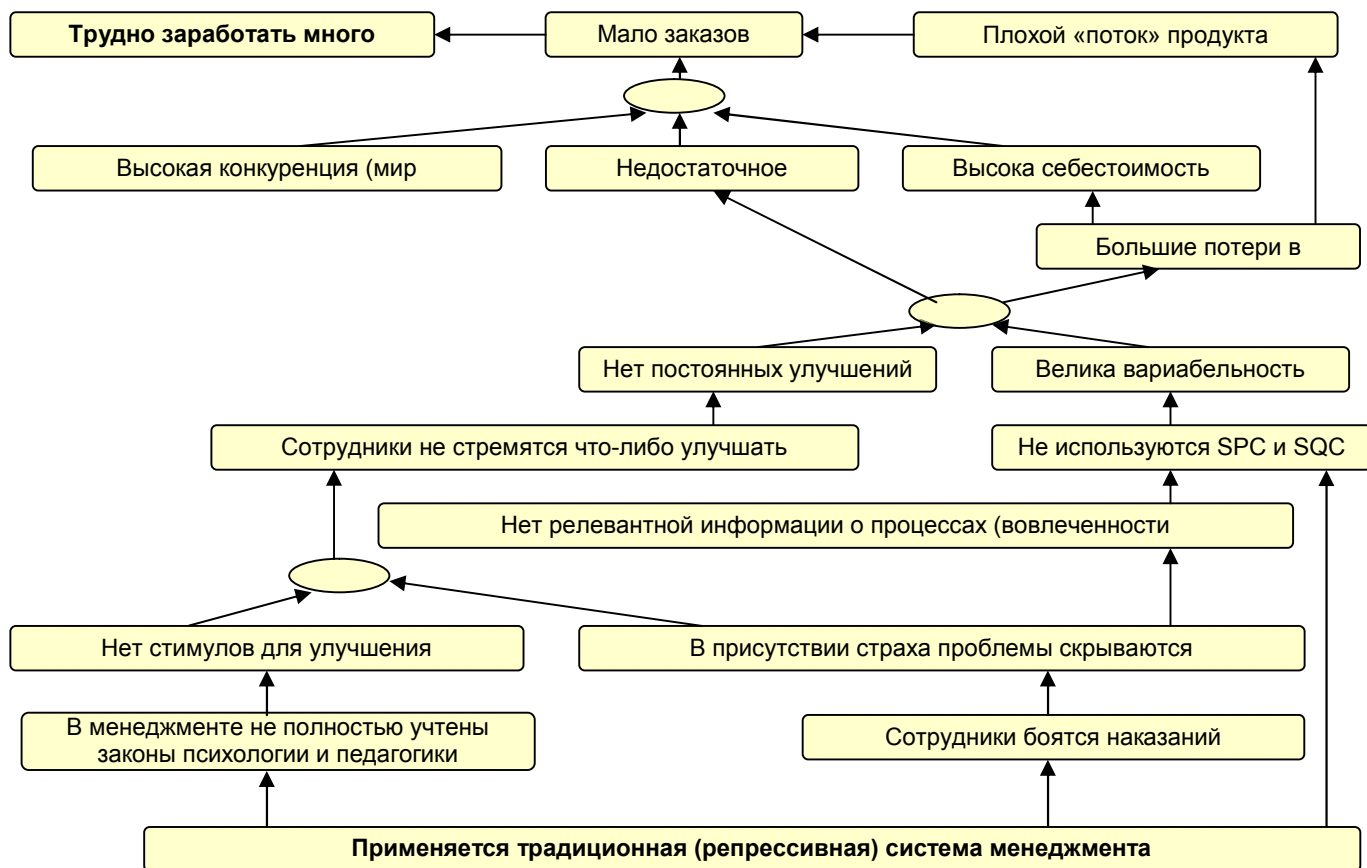 Трудно заработать много
Мало заказов
Плохой «поток» продукта
Высокая конкуренция (мир
Недостаточное
Высока себестоимость
Большие потери в
Нет постоянных улучшений
Велика вариабельность
Сотрудники не стремятся что-либо улучшать
Не используются SPC и SQC
Нет релевантной информации о процессах (вовлеченности
Нет стимулов для улучшения
В присутствии страха проблемы скрываются
В менеджменте не полностью учтены
законы психологии и педагогики
Сотрудники боятся наказаний
Применяется традиционная (репрессивная) система менеджмента